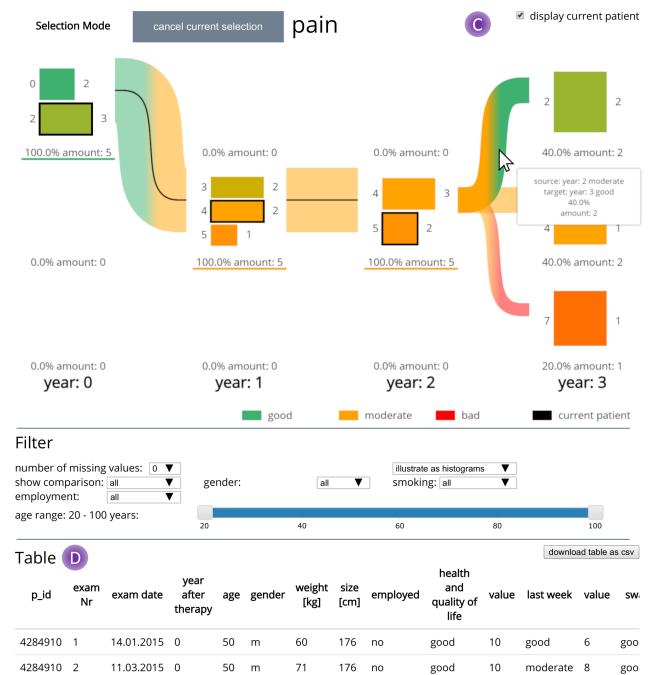 Selection Mode
cancel current selection
pain
C
display current patient
0 2
2 3
100.0% amount: 5
0.0% amount: 0
0.0% amount: 0
2 2
40.0% amount: 2
3 2
4 2
5 1
100.0% amount: 5
4 3
5 2
100.0% amount: 5
source: year: 2 moderate
target: year: 3 good
40.0%
amount: 2
4 1
40.0% amount: 2
0.0% amount: 0
7 1
0.0% amount: 0
0.0% amount: 0
0.0% amount: 0
20.0% amount: 1
year: 0
year: 1
year: 2
year: 3
good
moderate
bad
current patient
Filter
number of missing values: 0
illustrate as histograms
show comparison: all
gender: all
smoking: all
employment: all
age range: 20 - 100 years:
20 40 60 80 100
Table D
download table as csv
p_id exam Nr exam date year after therapy age gender weight [kg] size [cm] employed health and quality of life value last week value swa
4284910 1 14.01.2015 0 50 m 60 176 no good 10 good 6 goo
4284910 2 11.03.2015 0 50 m 71 176 no good 10 moderate 8 goo